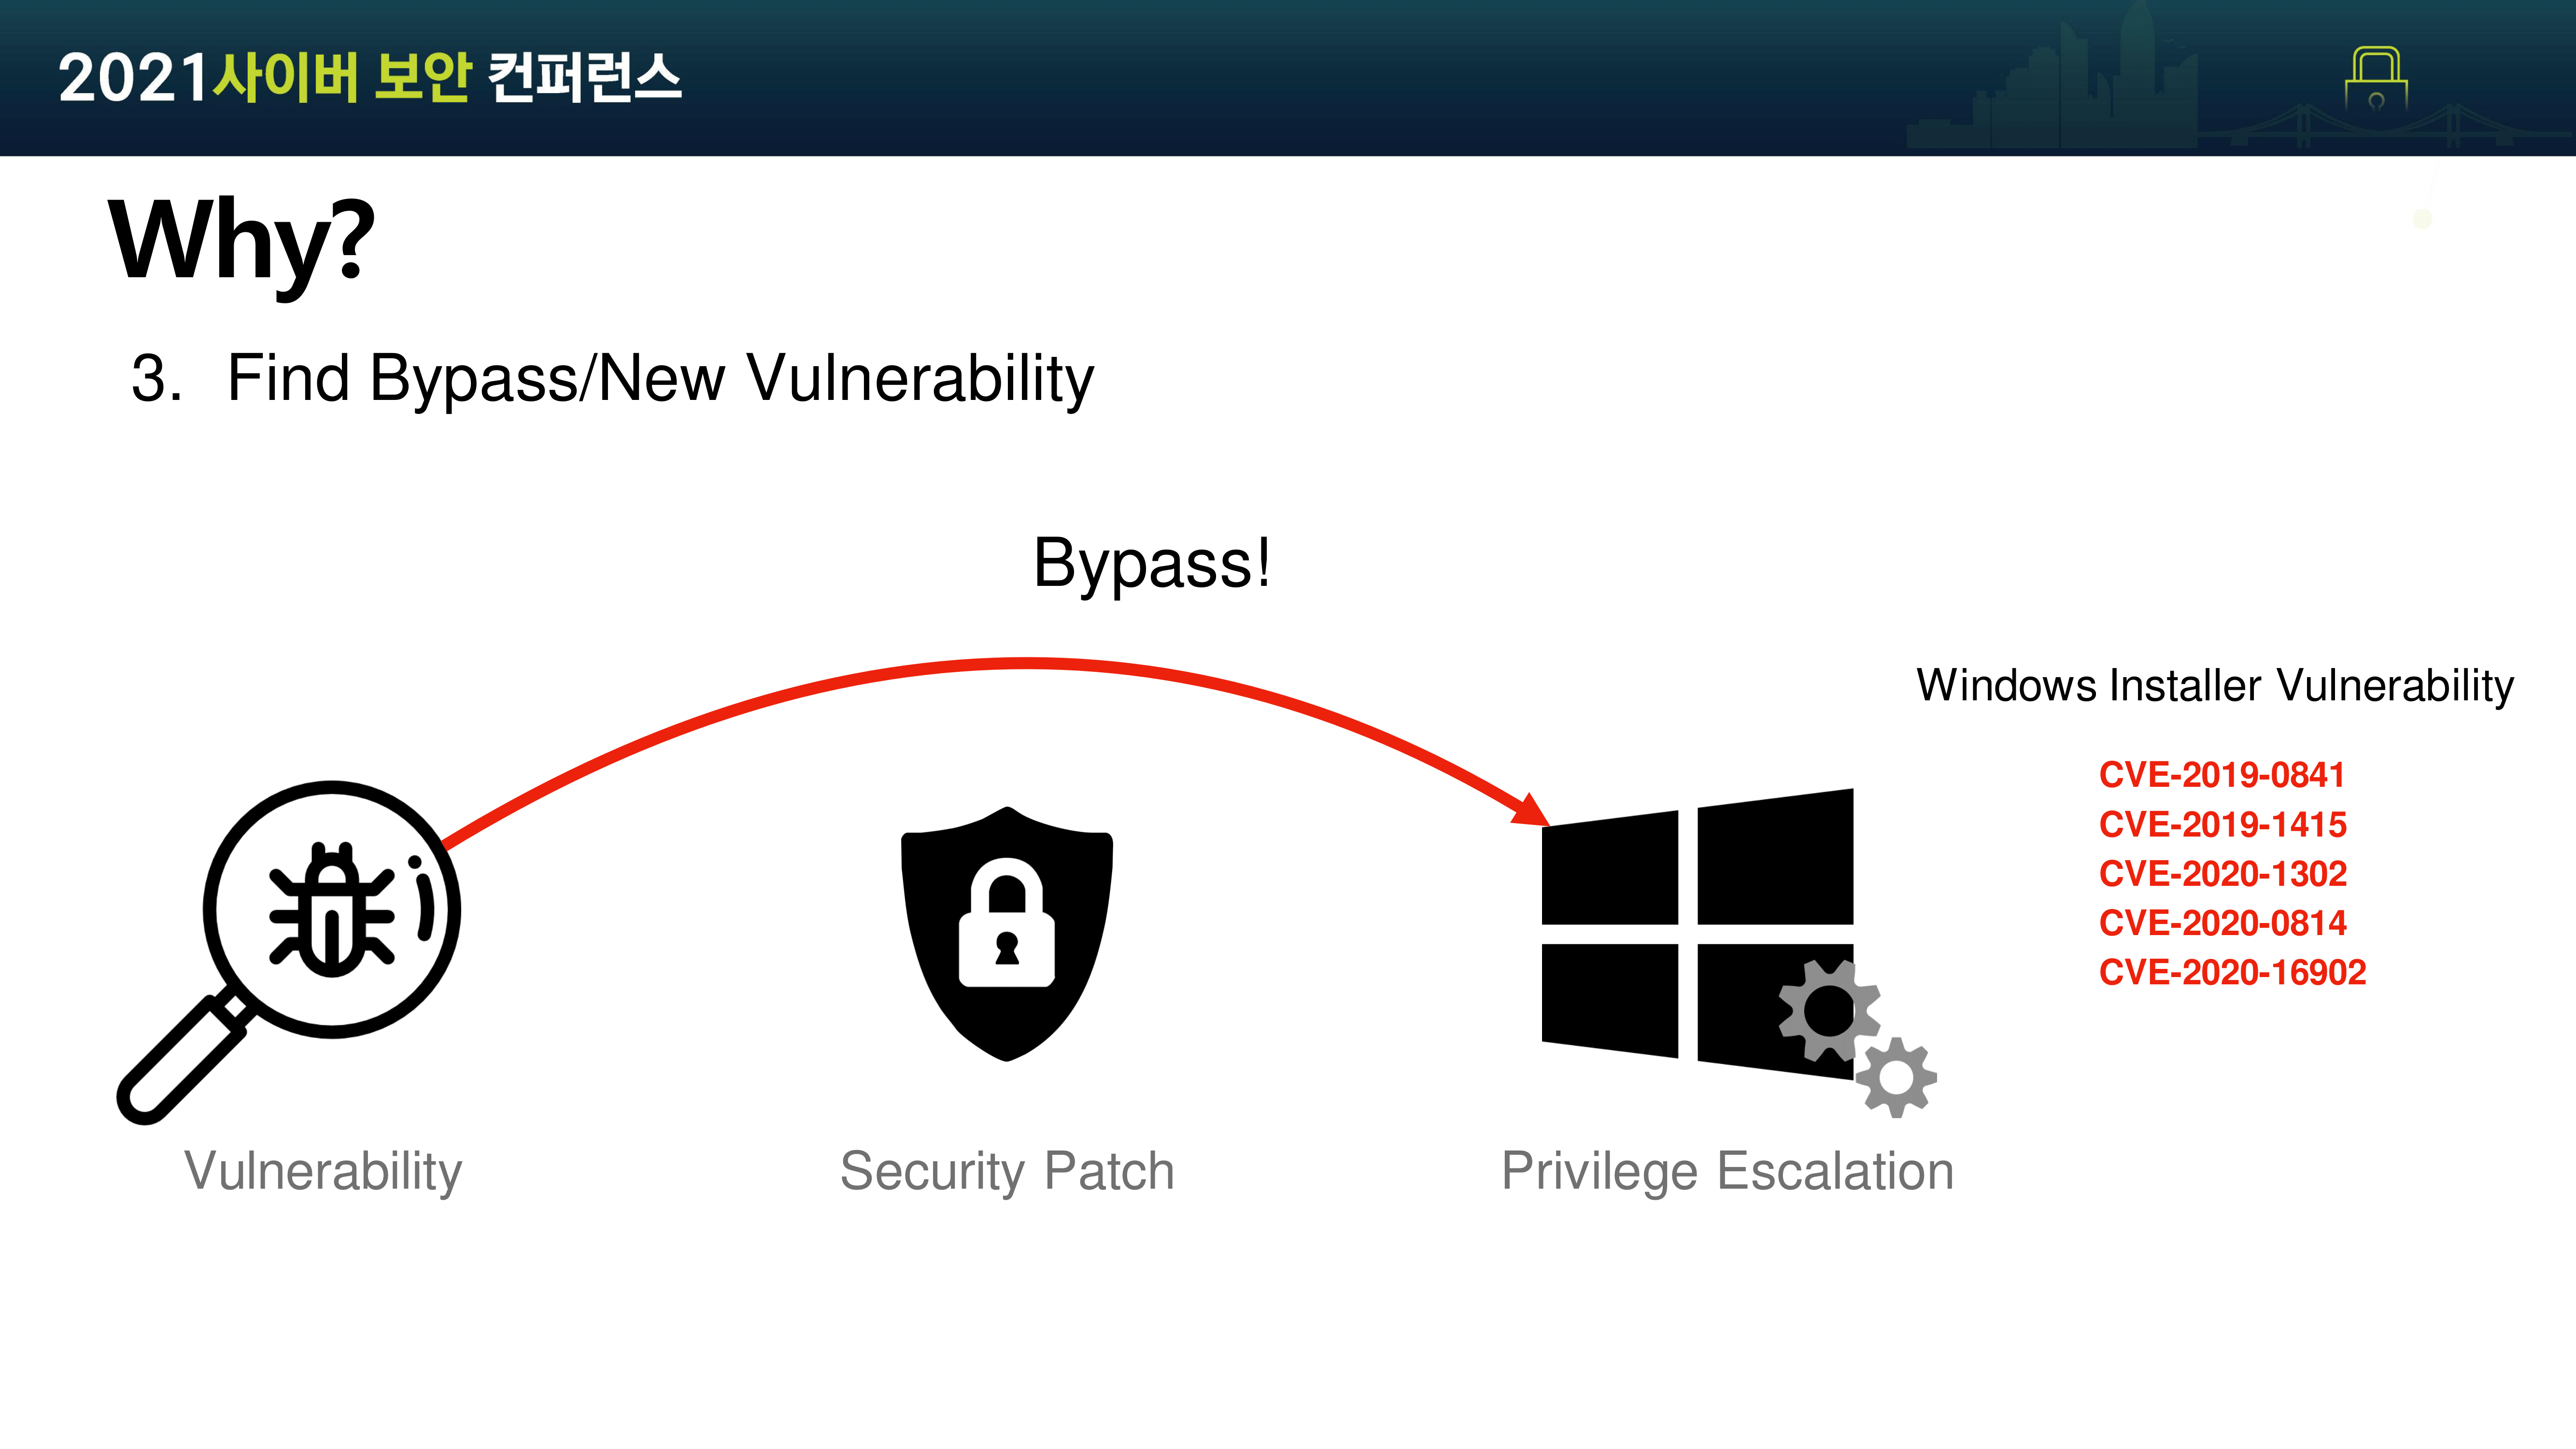 2021사이버 보안 컨퍼런스
Why?
3. Find Bypass/New Vulnerability
Bypass!
Windows Installer Vulnerability
CVE-2019-0841
CVE-2019-1415
CVE-2020-1302
CVE-2020-0814
CVE-2020-16902
Vulnerability
Security Patch
Privilege Escalation